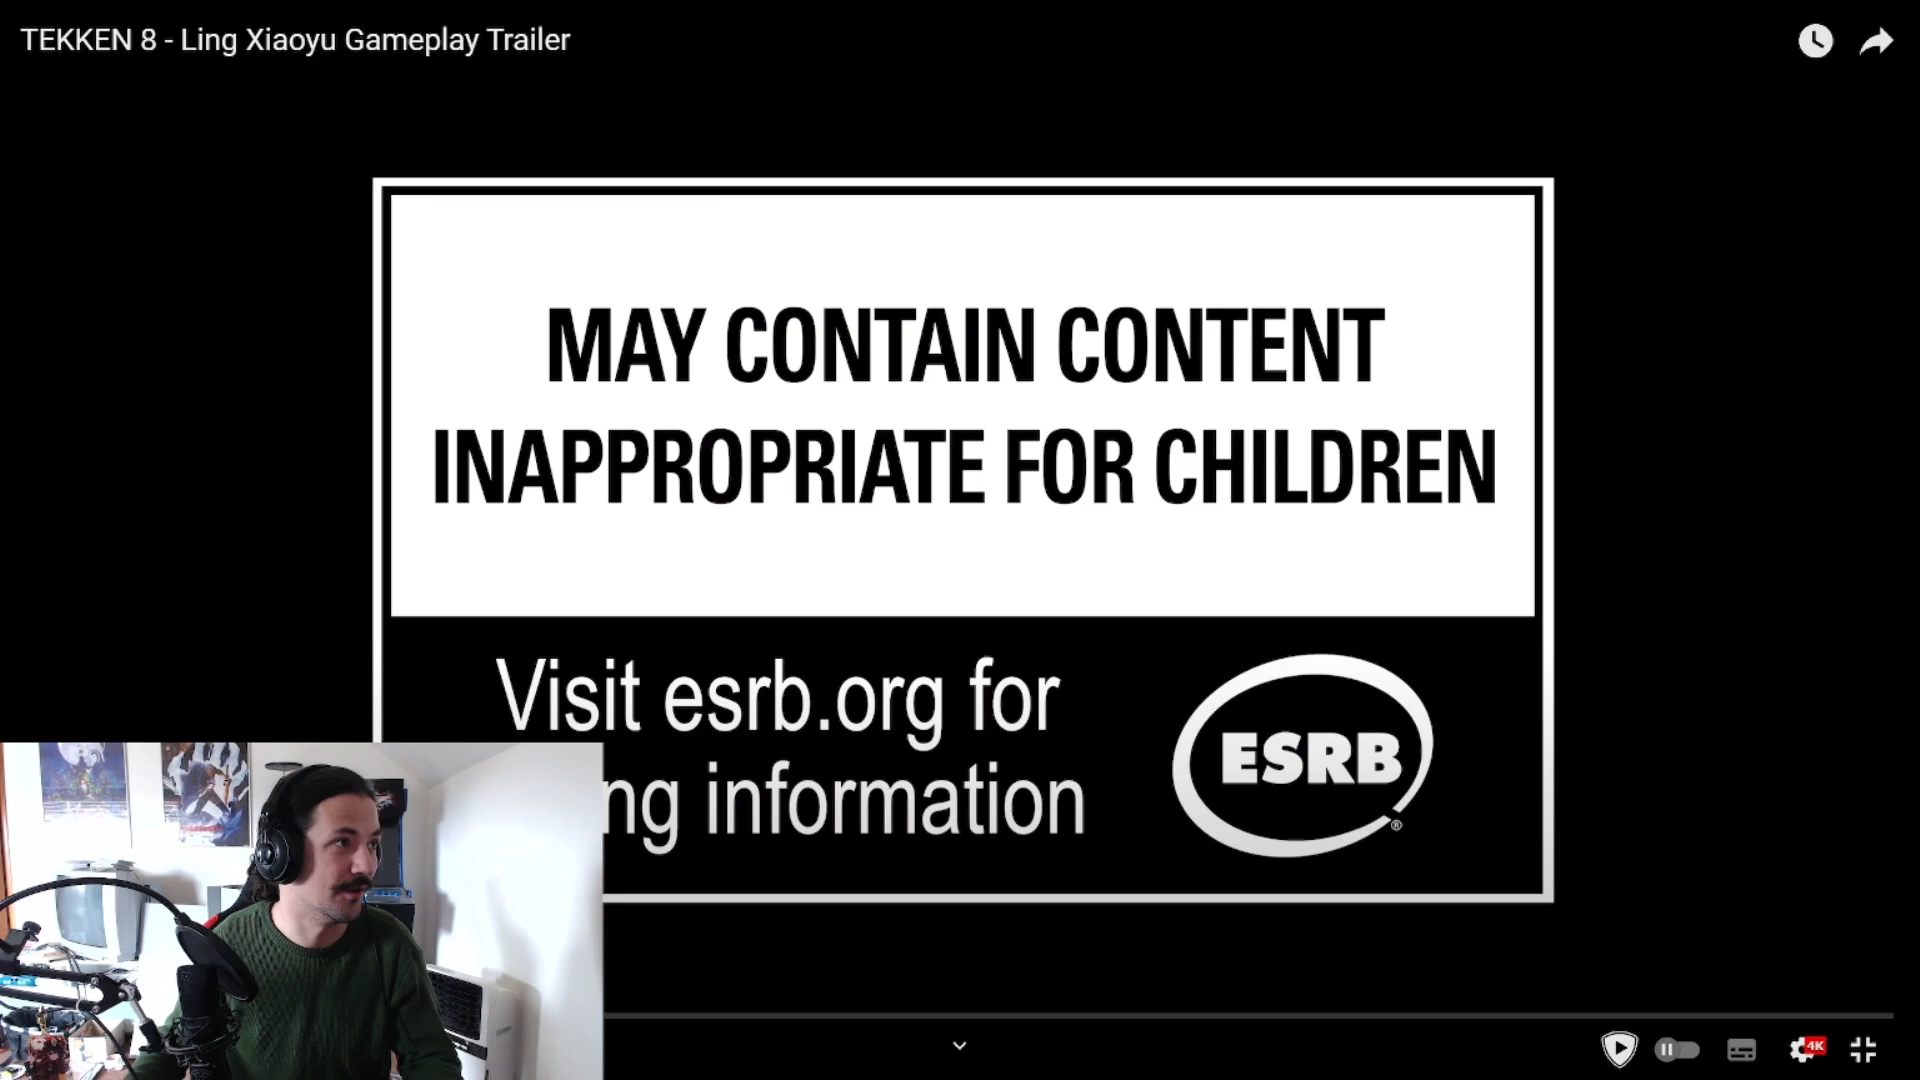 TEKKEN 8 - Ling Xiaoyu Gameplay Trailer
MAY CONTAIN CONTENT
INAPPROPRIATE FOR CHILDREN
Visit esrb.org for
ng information
ESRB
®
4K